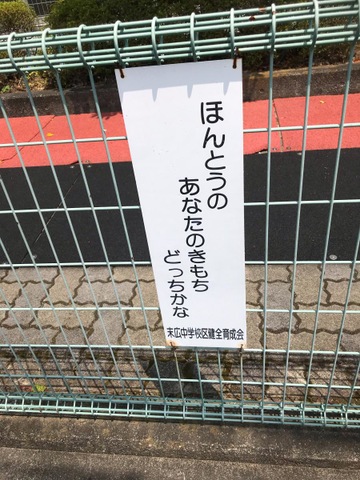 ほんとうの
あなたのきもち
どっちかな
末広中学校区健全育成会